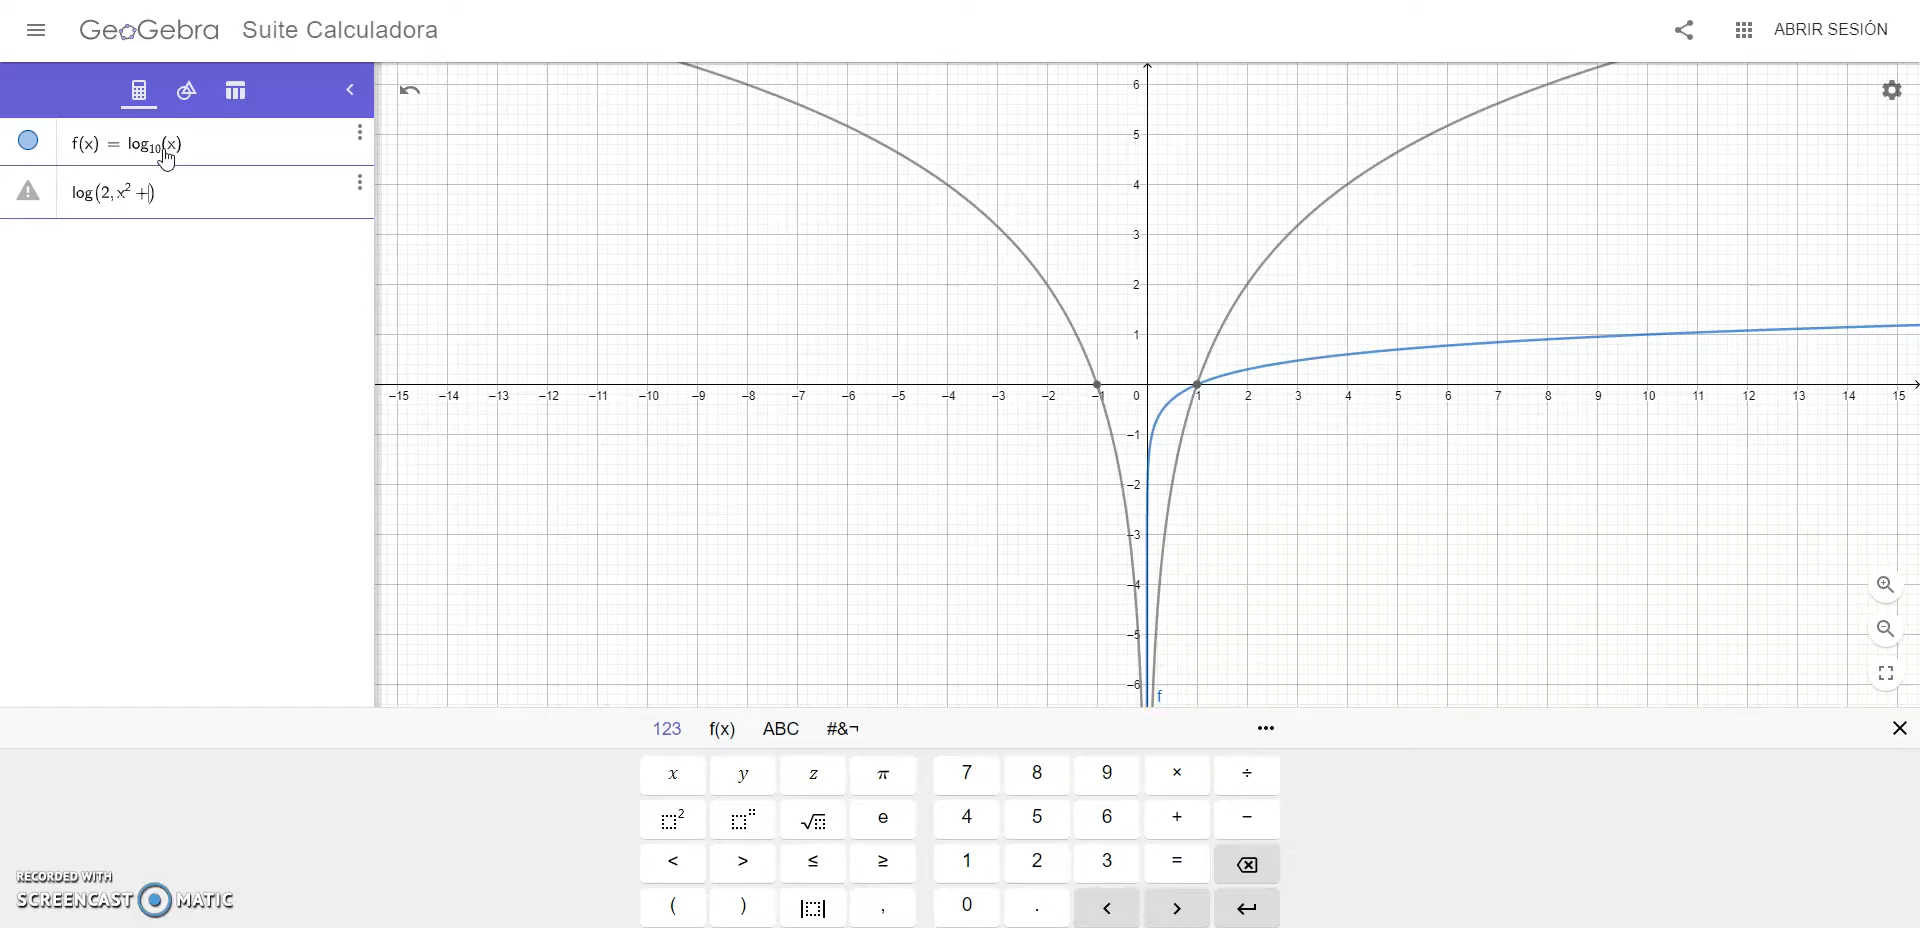 GeoGebra Suite Calculadora ABRIR SESIÓN
f(x) = log₁₀(x)
log(2, x² +)
6
5
4
3
2
1
−15 −14 −13 −12 −11 −10 −9 −8 −7 −6 −5 −4 −3 −2 −1 0 1 2 3 4 5 6 7 8 9 10 11 12 13 14 15
−1
−2
−3
−4
−5
−6
f
123 f(x) ABC #&¬ •••
x y z π 7 8 9 × ÷
2 √ e 4 5 6 + −
< > ≤ ≥ 1 2 3 =
( ) , 0 . < >
RECORDED WITH
SCREENCAST MATIC